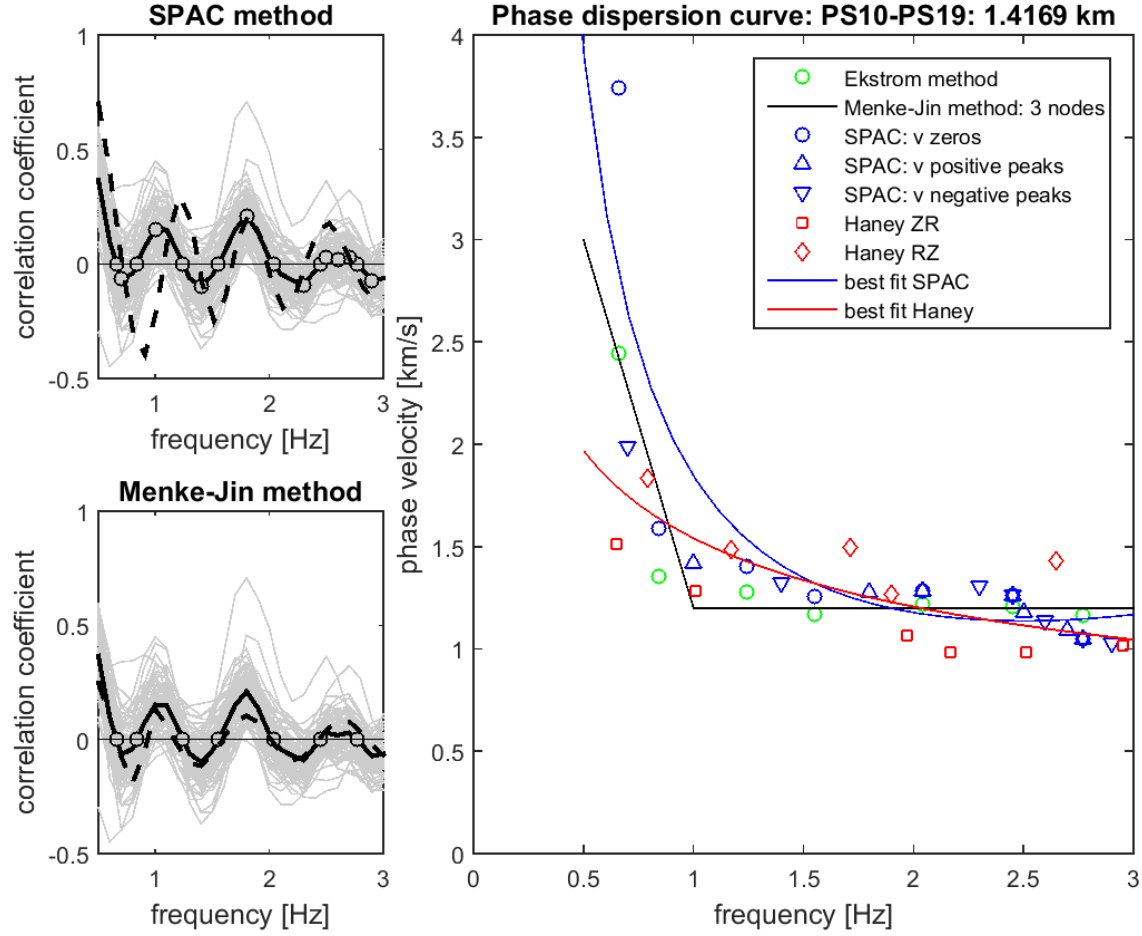 SPAC method
1
0.5
0
-0.5
1
2
3
correlation coefficient
frequency [Hz]
Menke-Jin method
1
0.5
0
-0.5
1
2
3
correlation coefficient
frequency [Hz]
Phase dispersion curve: PS10-PS19: 1.4169 km
4
3.5
3
2.5
2
1.5
1
0.5
0
0
0.5
1
1.5
2
2.5
3
phase velocity [km/s]
frequency [Hz]
Ekstrom method
Menke-Jin method: 3 nodes
SPAC: v zeros
SPAC: v positive peaks
SPAC: v negative peaks
Haney ZR
Haney RZ
best fit SPAC
best fit Haney